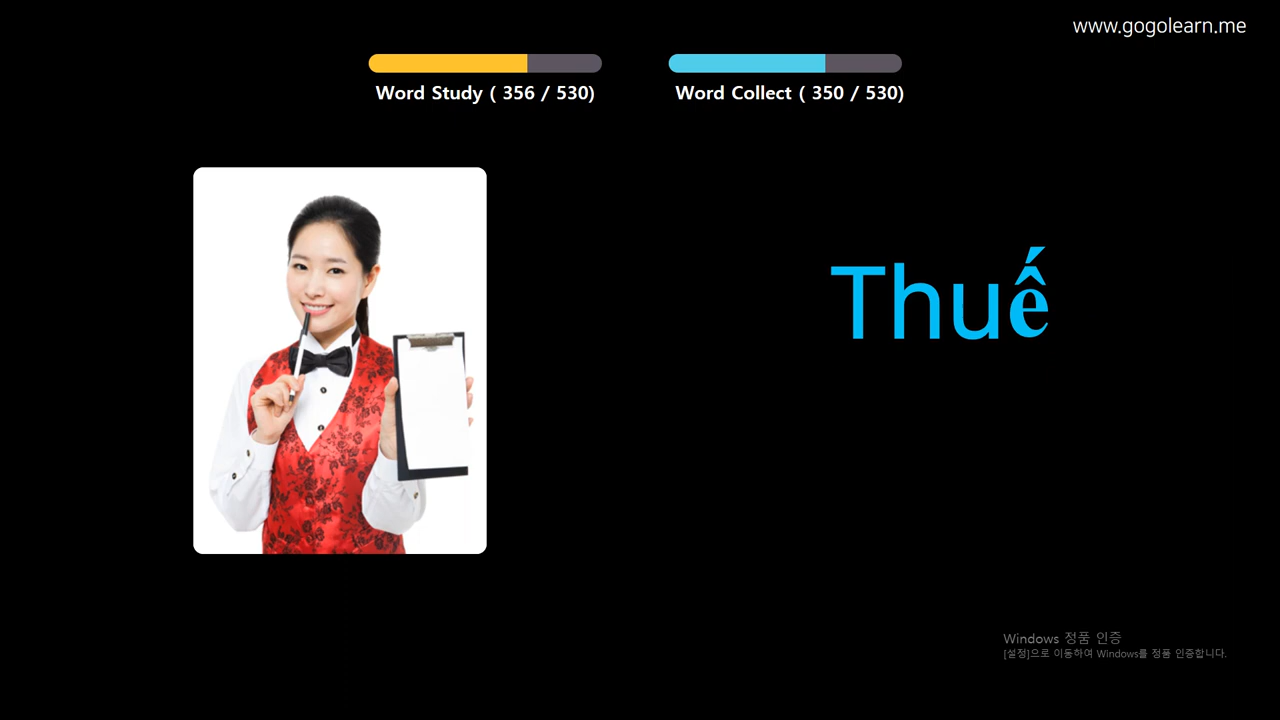 www.gogolearn.me
Word Study ( 356 / 530)
Word Collect ( 350 / 530)
Thuế
Windows 정품 인증
[설정]으로 이동하여 Windows를 정품 인증합니다.